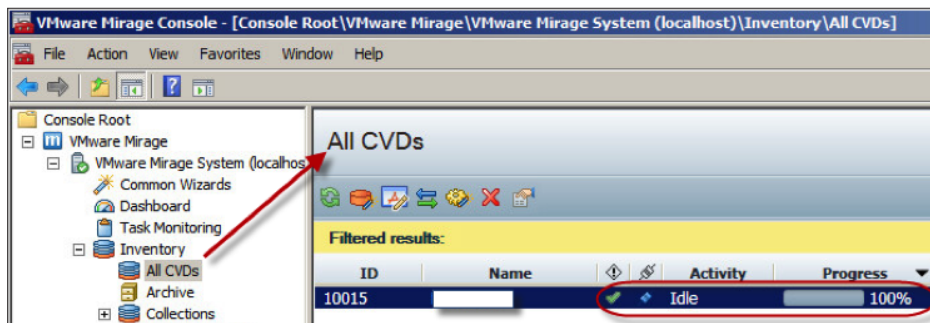 VMware Mirage Console - [Console Root\VMware Mirage\VMware Mirage System (localhost)\Inventory\All CVDs]
File Action View Favorites Window Help
Console Root
VMware Mirage
VMware Mirage System (localhos
Common Wizards
Dashboard
Task Monitoring
Inventory
All CVDs
Archive
Collections
All CVDs
Filtered results:
ID Name Activity Progress
10015 Idle 100%